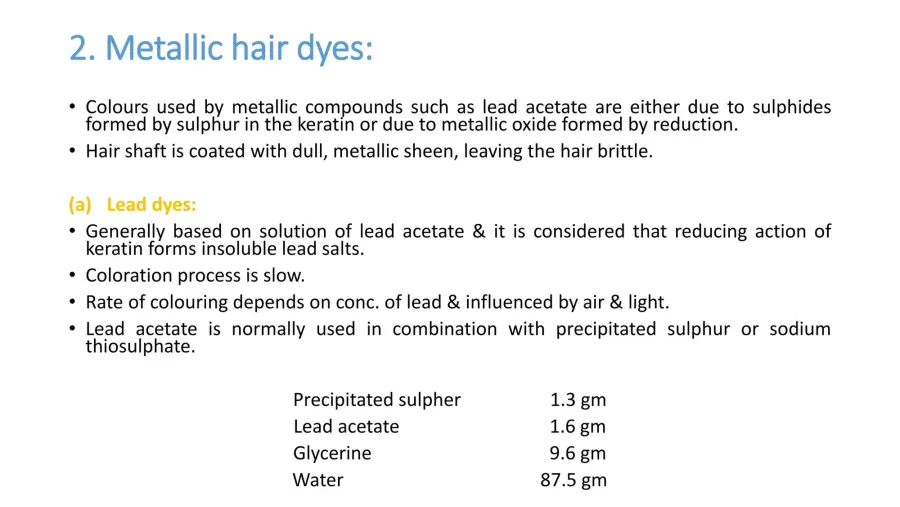 2. Metallic hair dyes:
• Colours used by metallic compounds such as lead acetate are either due to sulphides
formed by sulphur in the keratin or due to metallic oxide formed by reduction.
• Hair shaft is coated with dull, metallic sheen, leaving the hair brittle.
(a) Lead dyes:
• Generally based on solution of lead acetate & it is considered that reducing action of
keratin forms insoluble lead salts.
• Coloration process is slow.
• Rate of colouring depends on conc. of lead & influenced by air & light.
• Lead acetate is normally used in combination with precipitated sulphur or sodium
thiosulphate.
Precipitated sulpher 1.3 gm
Lead acetate 1.6 gm
Glycerine 9.6 gm
Water 87.5 gm